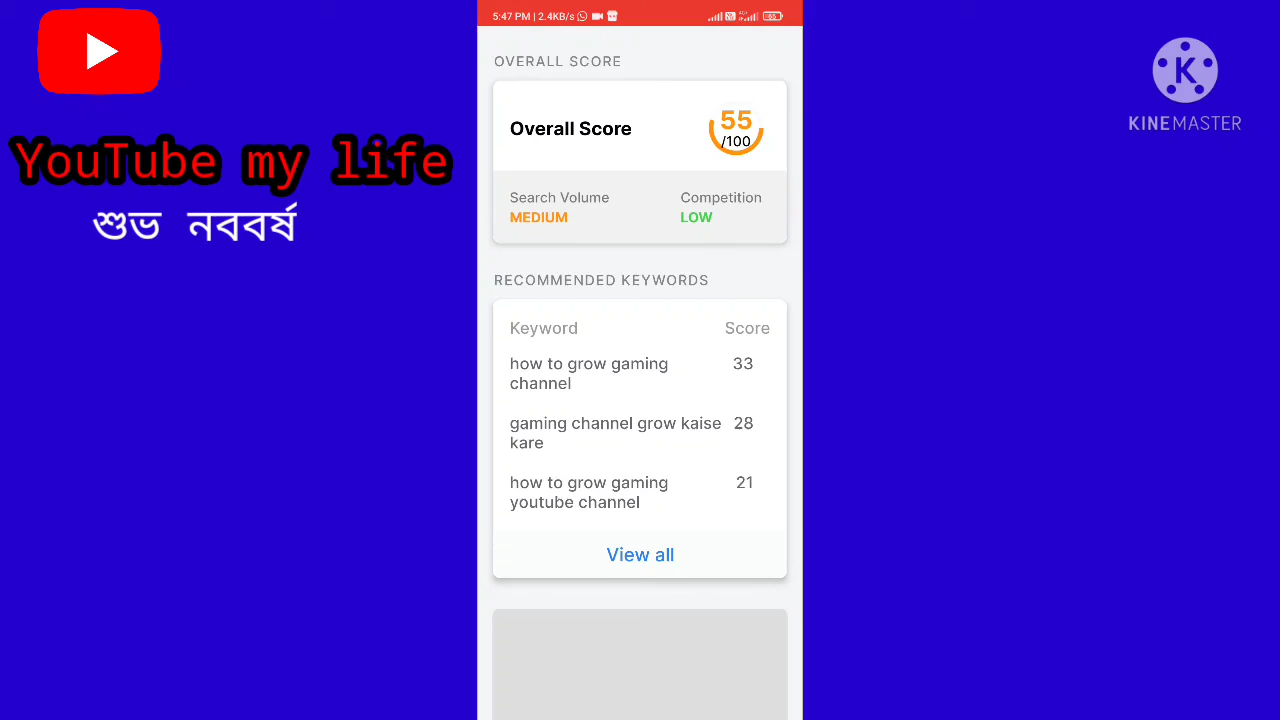 YouTube my life
শুভ নববর্ষ
5:47 PM | 2.4KB/s
OVERALL SCORE
Overall Score
55
/100
Search Volume
Competition
MEDIUM
LOW
RECOMMENDED KEYWORDS
Keyword
Score
how to grow gaming
33
channel
gaming channel grow kaise
28
kare
how to grow gaming
21
youtube channel
View all
K
KINEMASTER